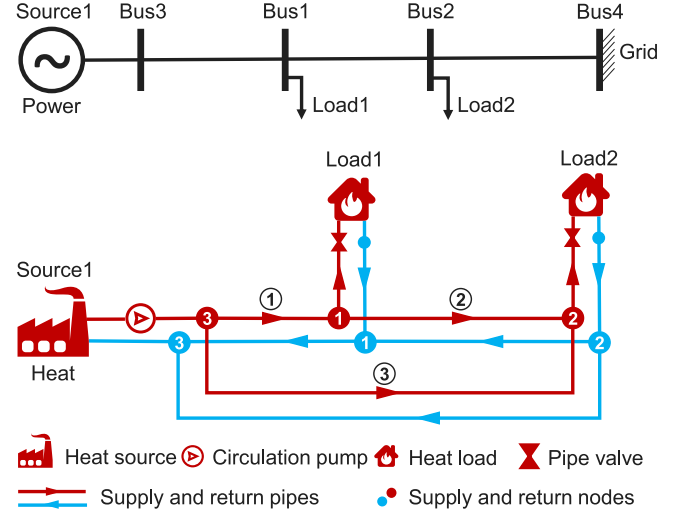 Source1 Bus3 Bus1 Bus2 Bus4
Grid
Power Load1 Load2
Load1 Load2
Source1
1 2
3 1 2
3 1 2
Heat
3
Heat source Circulation pump Heat load Pipe valve
Supply and return pipes Supply and return nodes